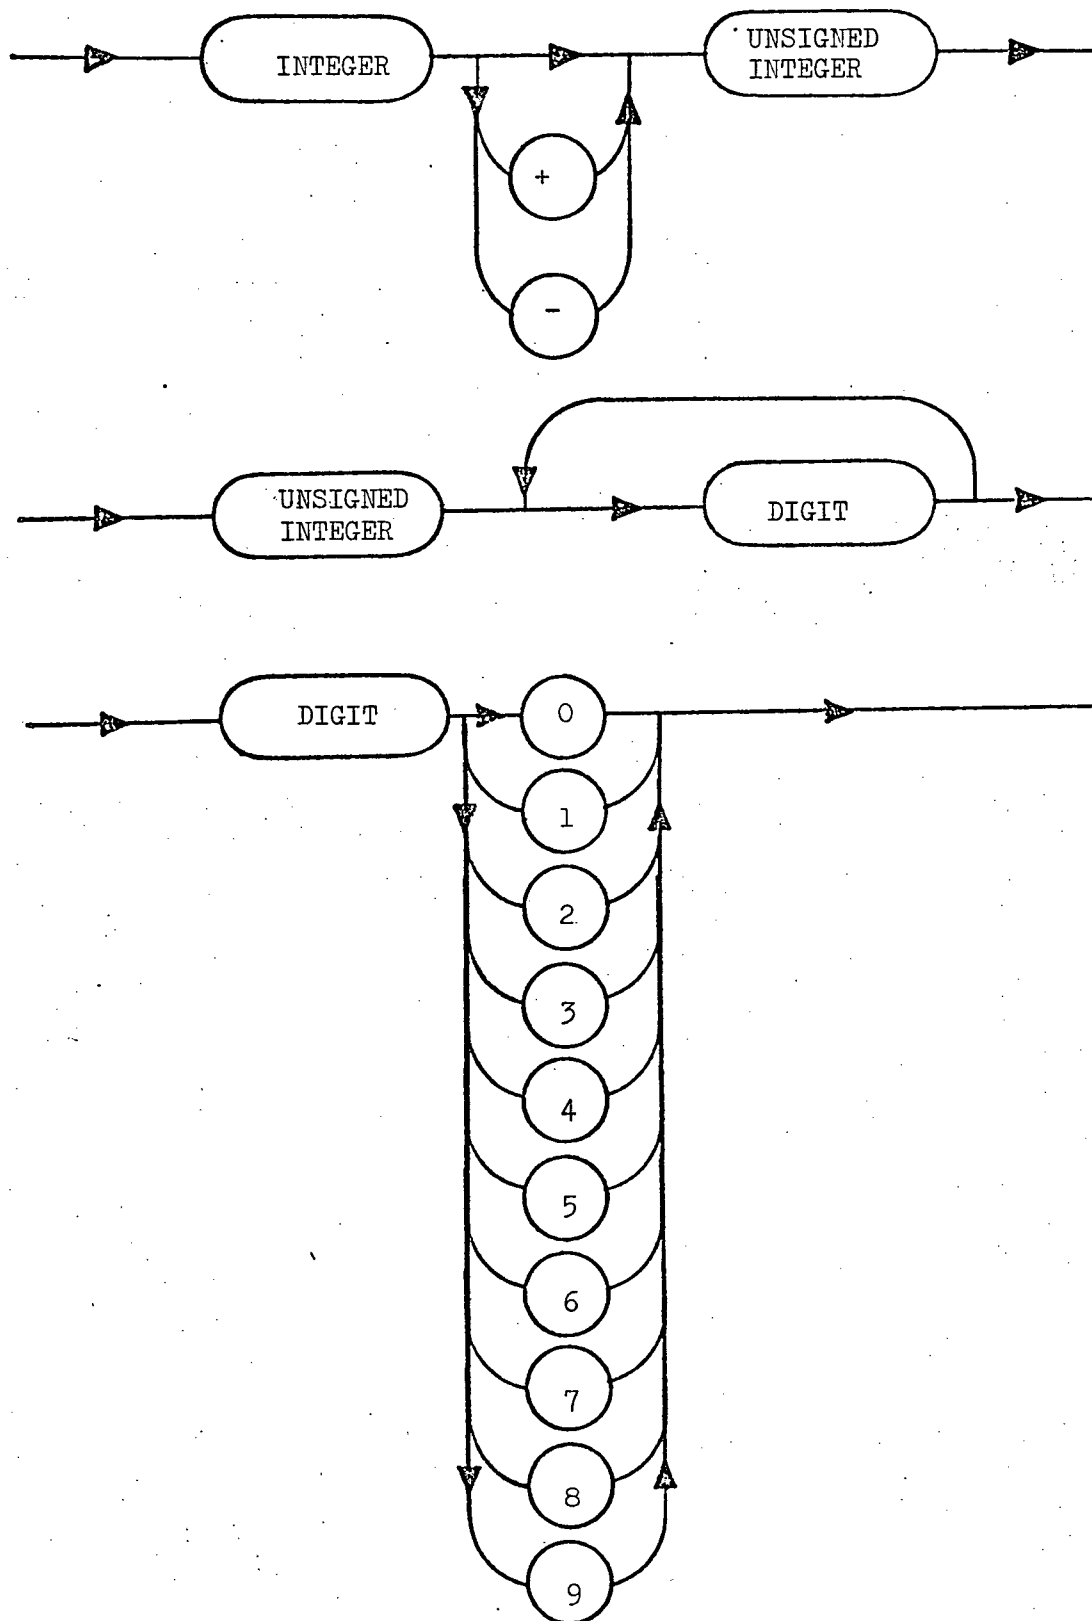 INTEGER
UNSIGNED
INTEGER
+
-
UNSIGNED
INTEGER
DIGIT
DIGIT
0
1
2
3
4
5
6
7
8
9